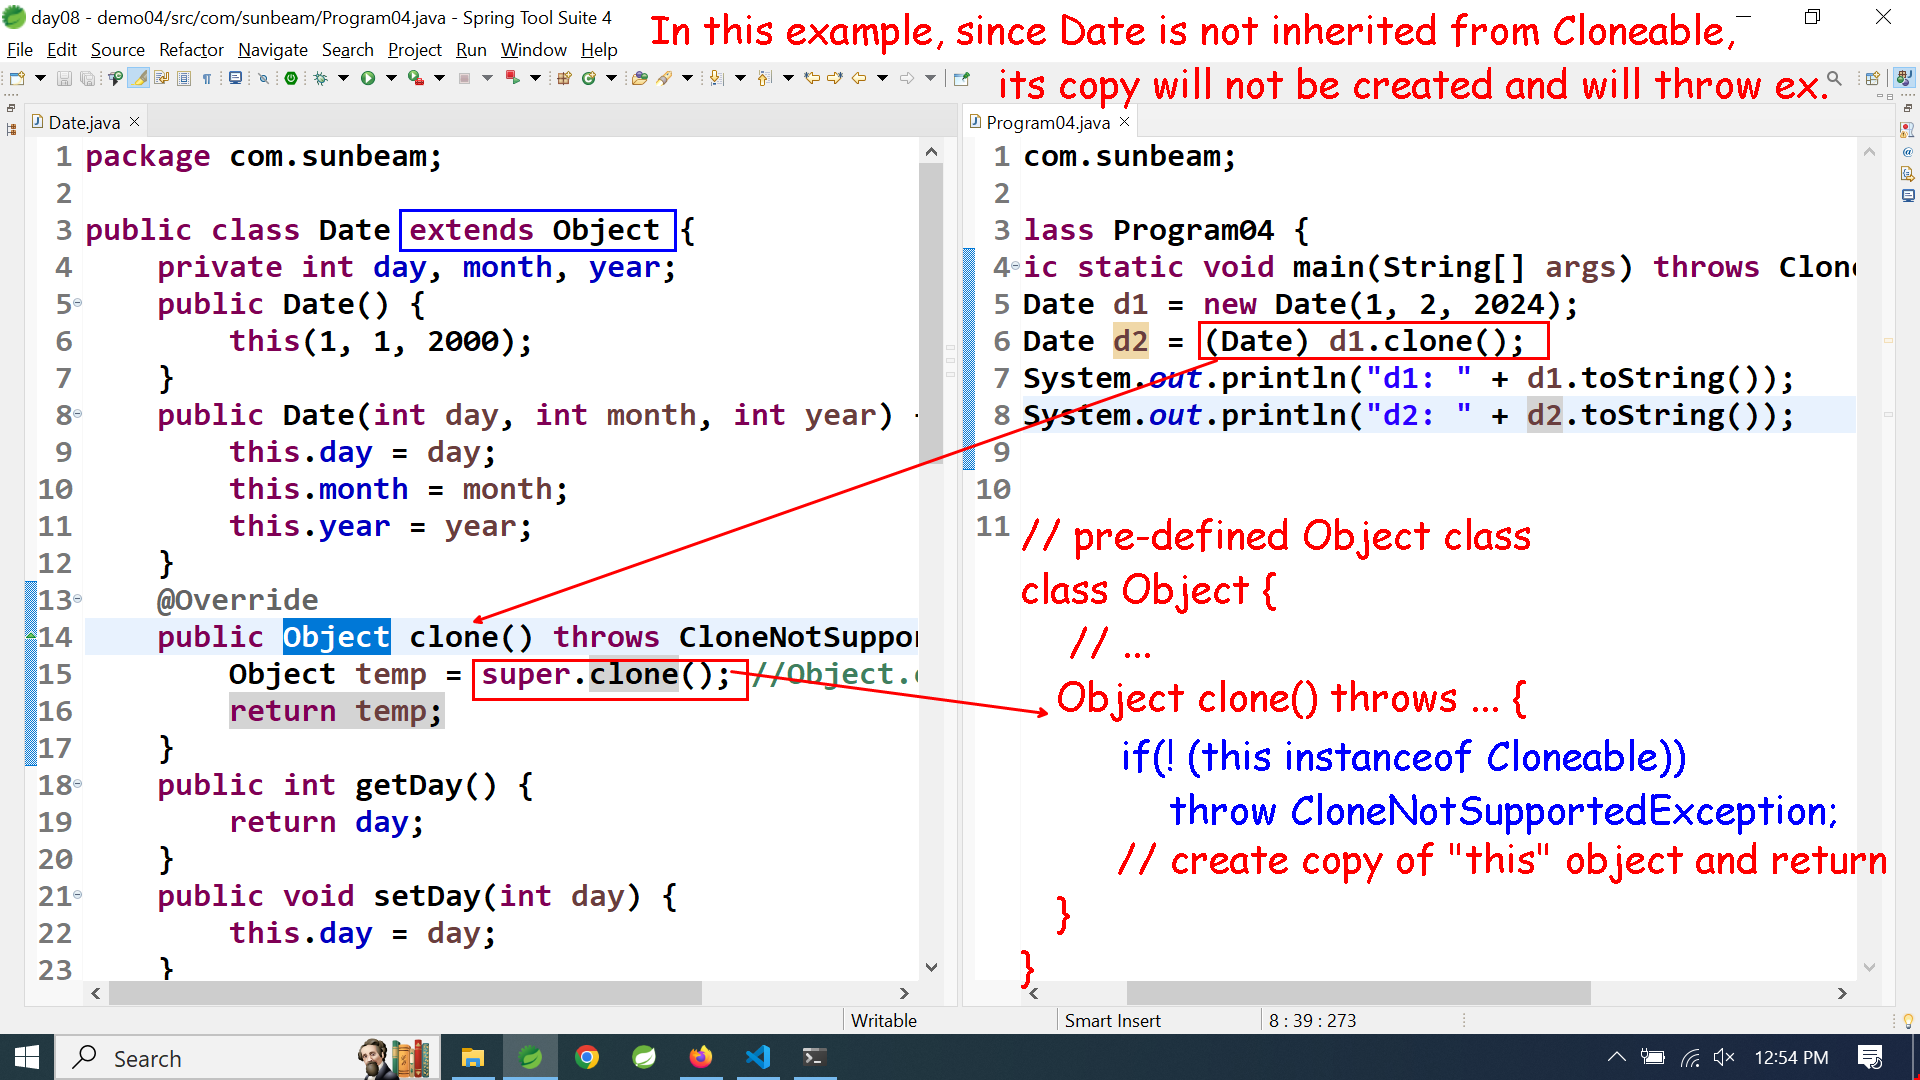 day08 - demo04/src/com/sunbeam/Program04.java - Spring Tool Suite 4
In this example, since Date is not inherited from Cloneable,
File Edit Source Refactor Navigate Search Project Run Window Help
its copy will not be created and will throw ex.
Date.java
1 package com.sunbeam;
2
3 public class Date extends Object {
4 private int day, month, year;
5 public Date() {
6 this(1, 1, 2000);
7 }
8 public Date(int day, int month, int year)
9 this.day = day;
10 this.month = month;
11 this.year = year;
12 }
13 @Override
14 public Object clone() throws CloneNotSuppor
15 Object temp = super.clone(); //Object.
16 return temp;
17 }
18 public int getDay() {
19 return day;
20 }
21 public void setDay(int day) {
22 this.day = day;
23 }
Program04.java
1 com.sunbeam;
2
3 lass Program04 {
4 ic static void main(String[] args) throws Clon
5 Date d1 = new Date(1, 2, 2024);
6 Date d2 = (Date) d1.clone();
7 System.out.println("d1: " + d1.toString());
8 System.out.println("d2: " + d2.toString());
9
10
11
// pre-defined Object class
class Object {
// ...
Object clone() throws ... {
if(! (this instanceof Cloneable))
throw CloneNotSupportedException;
// create copy of "this" object and return
}
}
Writable
Smart Insert
8 : 39 : 273
Search
12:54 PM